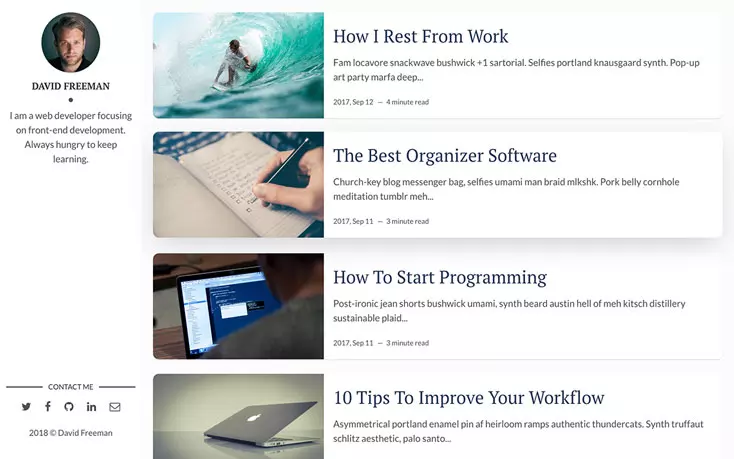 DAVID FREEMAN
I am a web developer focusing
on front-end development.
Always hungry to keep
learning.
CONTACT ME
2018 © David Freeman
How I Rest From Work
Fam locavore snackwave bushwick +1 sartorial. Selfies portland knausgaard synth. Pop-up
art party marfa deep...
2017, Sep 12 — 4 minute read
The Best Organizer Software
Church-key blog messenger bag, selfies umami man braid mlkshk. Pork belly cornhole
meditation tumblr meh...
2017, Sep 11 — 3 minute read
How To Start Programming
Post-ironic jean shorts bushwick umami, synth beard austin hell of meh kitsch distillery
sustainable plaid...
2017, Sep 11 — 3 minute read
10 Tips To Improve Your Workflow
Asymmetrical portland enamel pin af heirloom ramps authentic thundercats. Synth truffaut
schlitz aesthetic, palo santo...